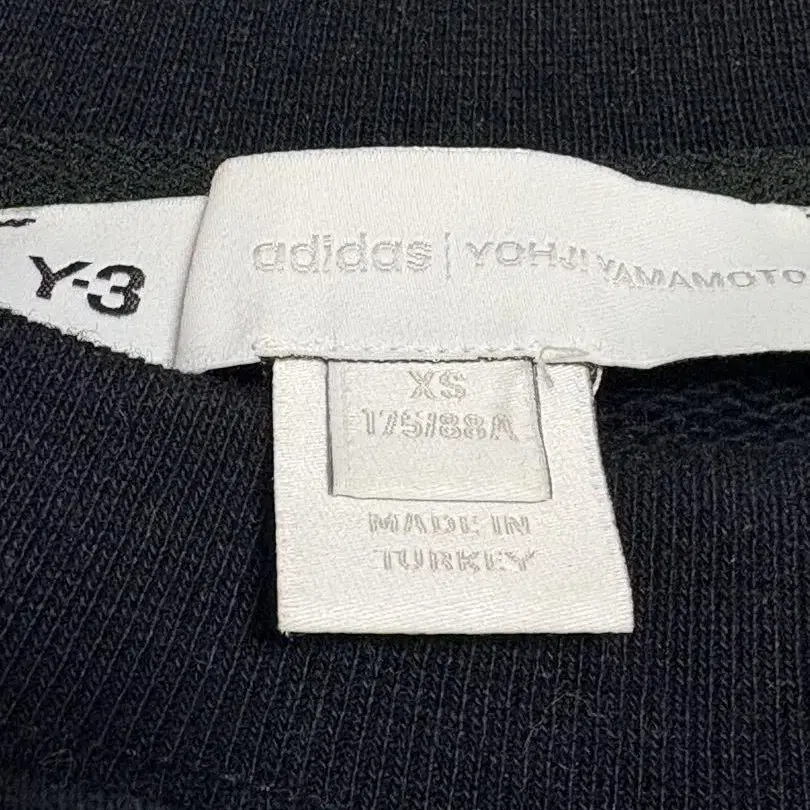 Y-3
adidas | YOHJI YAMAMOTO
XS
175/88A
MADE IN
TURKEY